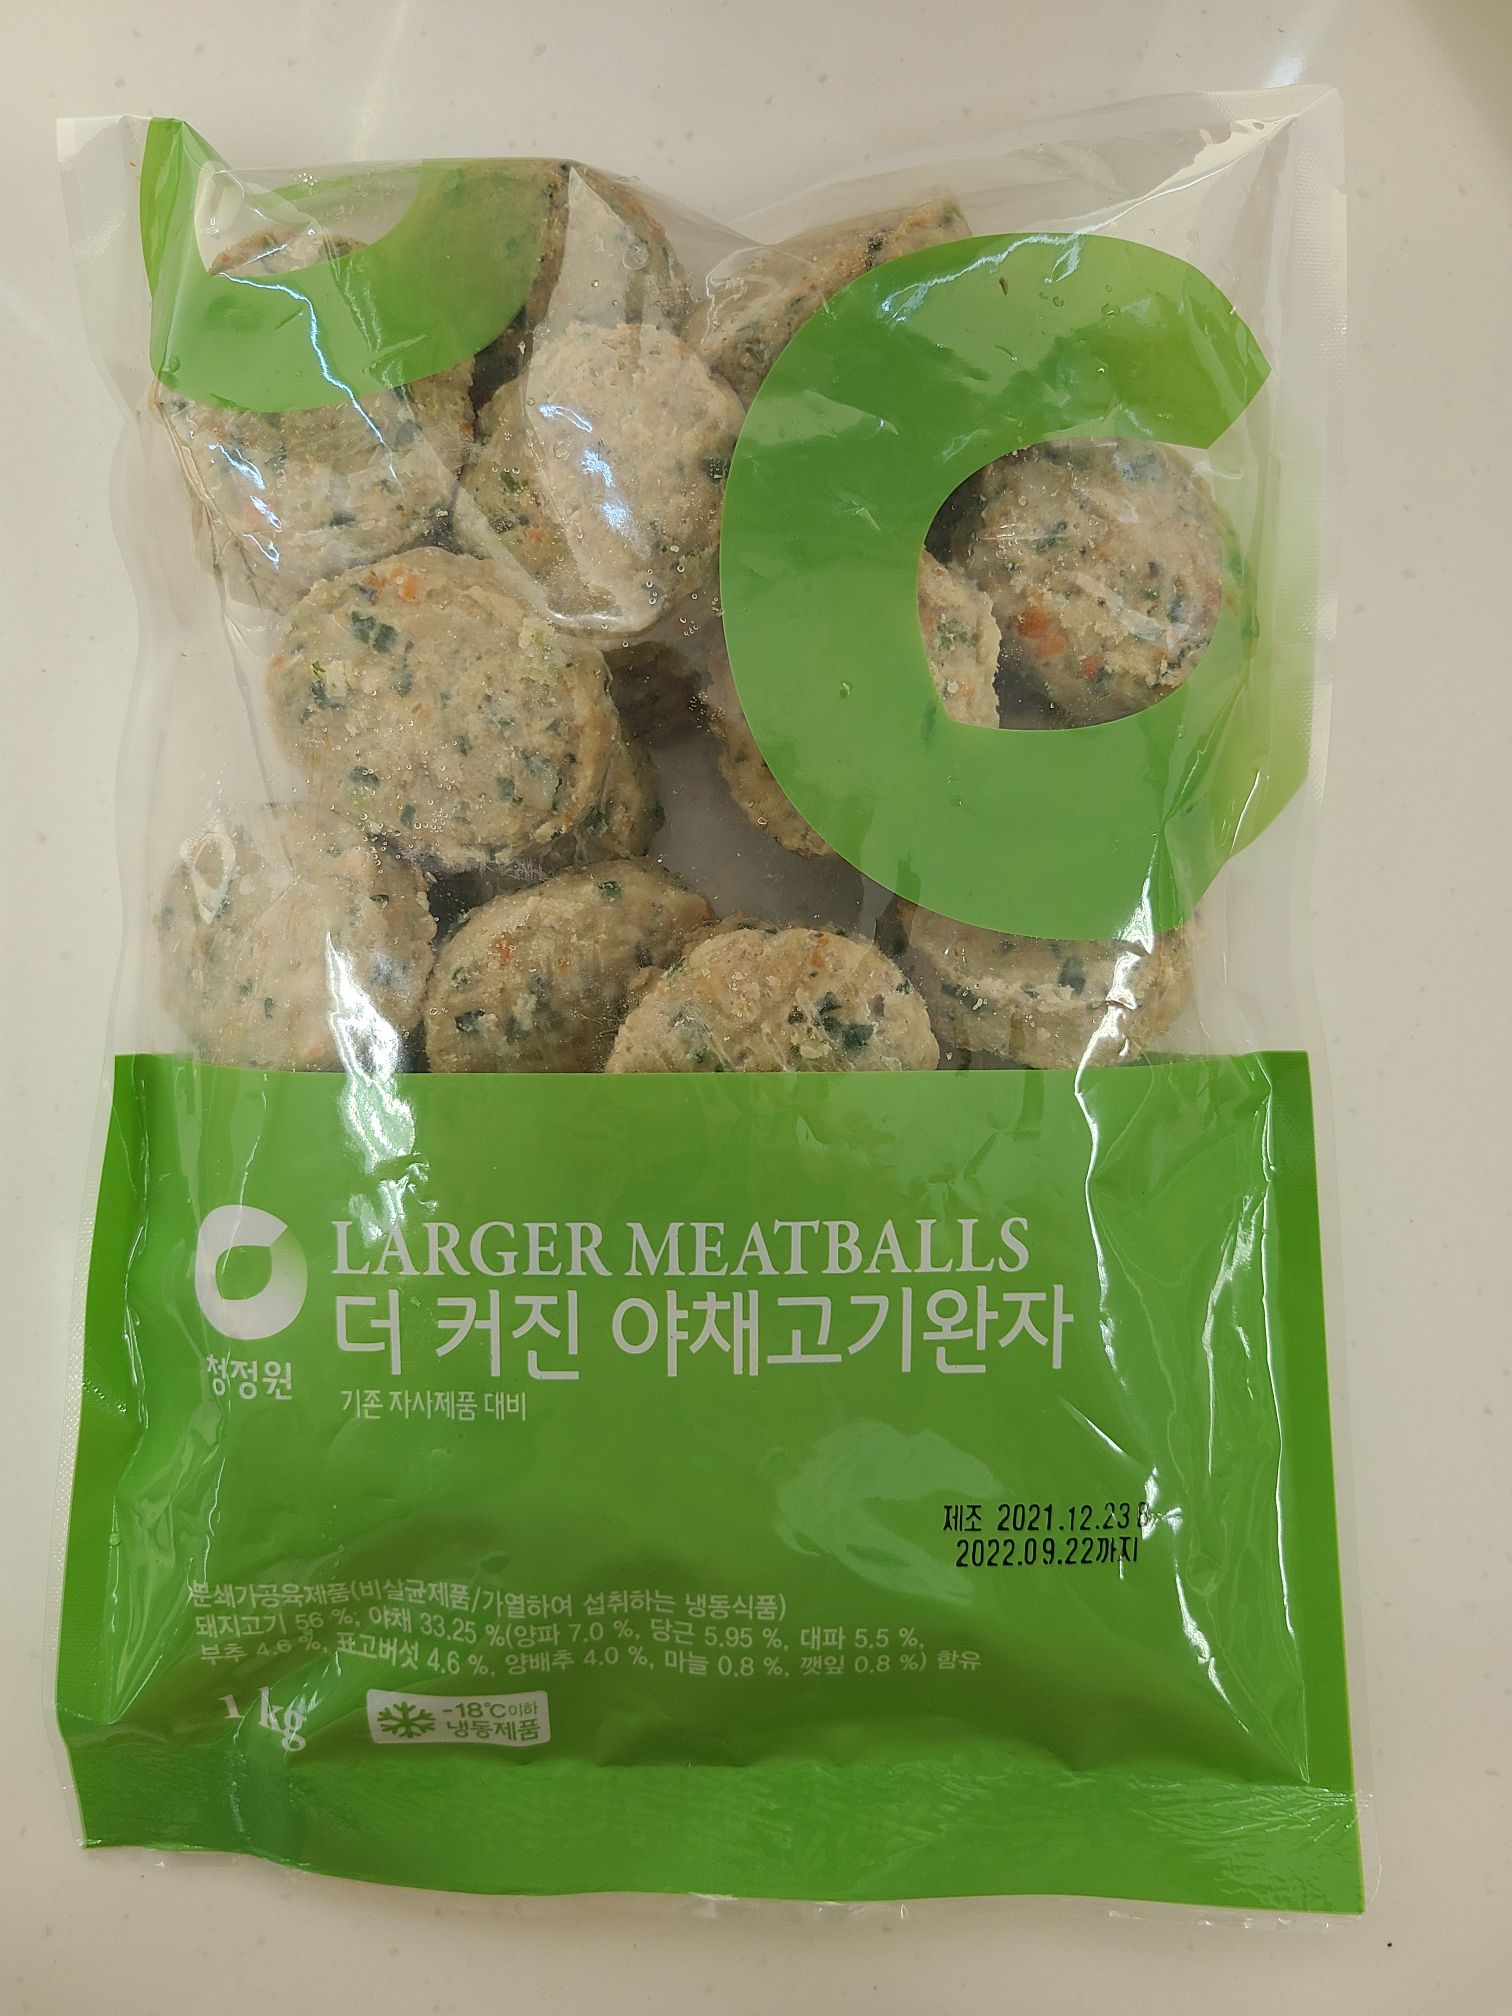 LARGER MEATBALLS
더 커진 야채고기완자
청정원
기존 자사제품 대비
제조 2021.12.23 B
2022.09.22까지
분쇄가공육제품(비살균제품/가열하여 섭취하는 냉동식품)
돼지고기 56 %, 야채 33.25 %(양파 7.0 %, 당근 5.95 %, 대파 5.5 %,
부추 4.6 %, 표고버섯 4.6 %, 양배추 4.0 %, 마늘 0.8 %, 깻잎 0.8 %) 함유
1 kg
-18℃이하
냉동제품